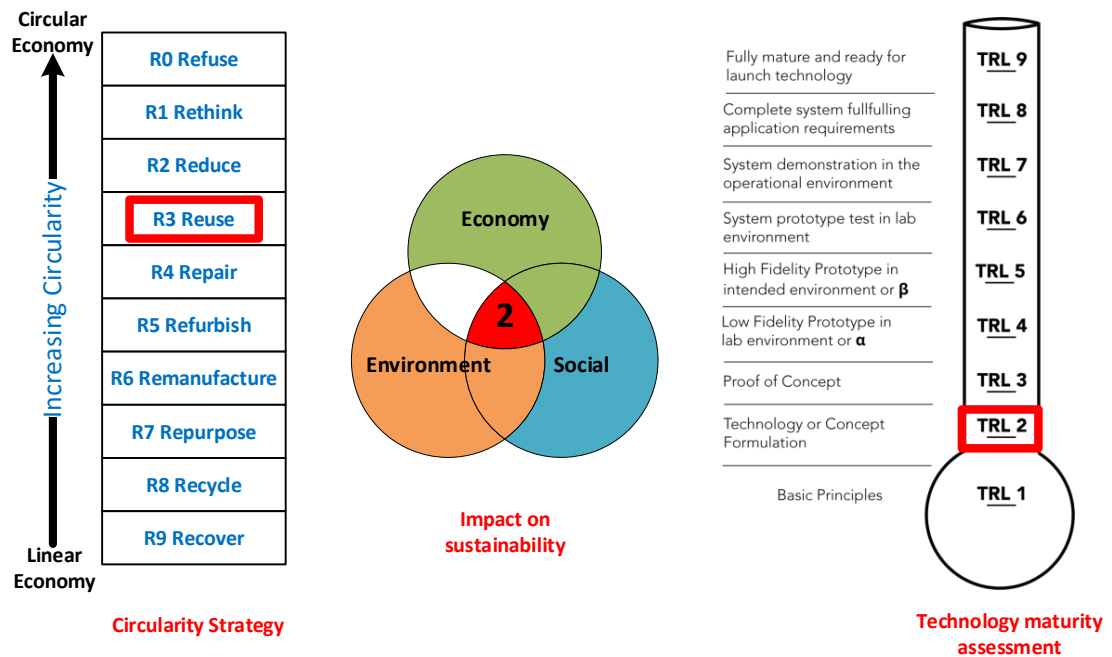 Circular
Economy
Increasing Circularity
Linear
Economy
R0 Refuse
R1 Rethink
R2 Reduce
R3 Reuse
R4 Repair
R5 Refurbish
R6 Remanufacture
R7 Repurpose
R8 Recycle
R9 Recover
Circularity Strategy
Economy
2
Environment
Social
Impact on
sustainability
Fully mature and ready for
launch technology
TRL 9
Complete system fullfulling
application requirements
TRL 8
System demonstration in the
operational environment
TRL 7
System prototype test in lab
environment
TRL 6
High Fidelity Prototype in
intended environment or β
TRL 5
Low Fidelity Prototype in
lab environment or α
TRL 4
Proof of Concept
TRL 3
Technology or Concept
Formulation
TRL 2
Basic Principles
TRL 1
Technology maturity
assessment